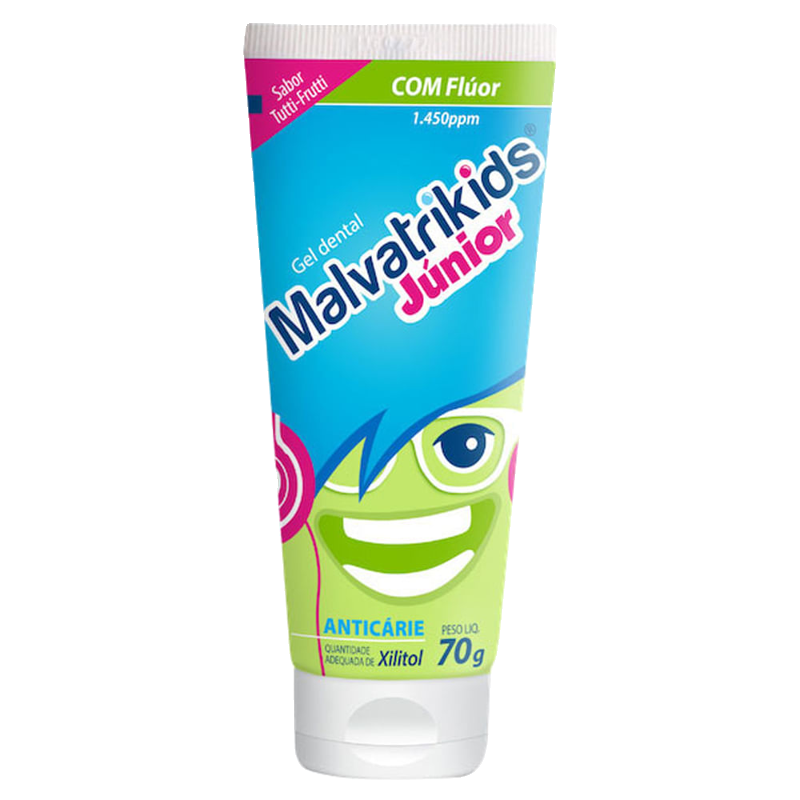 Sabor
Tutti-Frutti
COM Flúor
1.450ppm
Gel dental
Malvatrikids®
Júnior
ANTICÁRIE
QUANTIDADE
ADEQUADA DE Xilitol
PESO LIQ.
70g